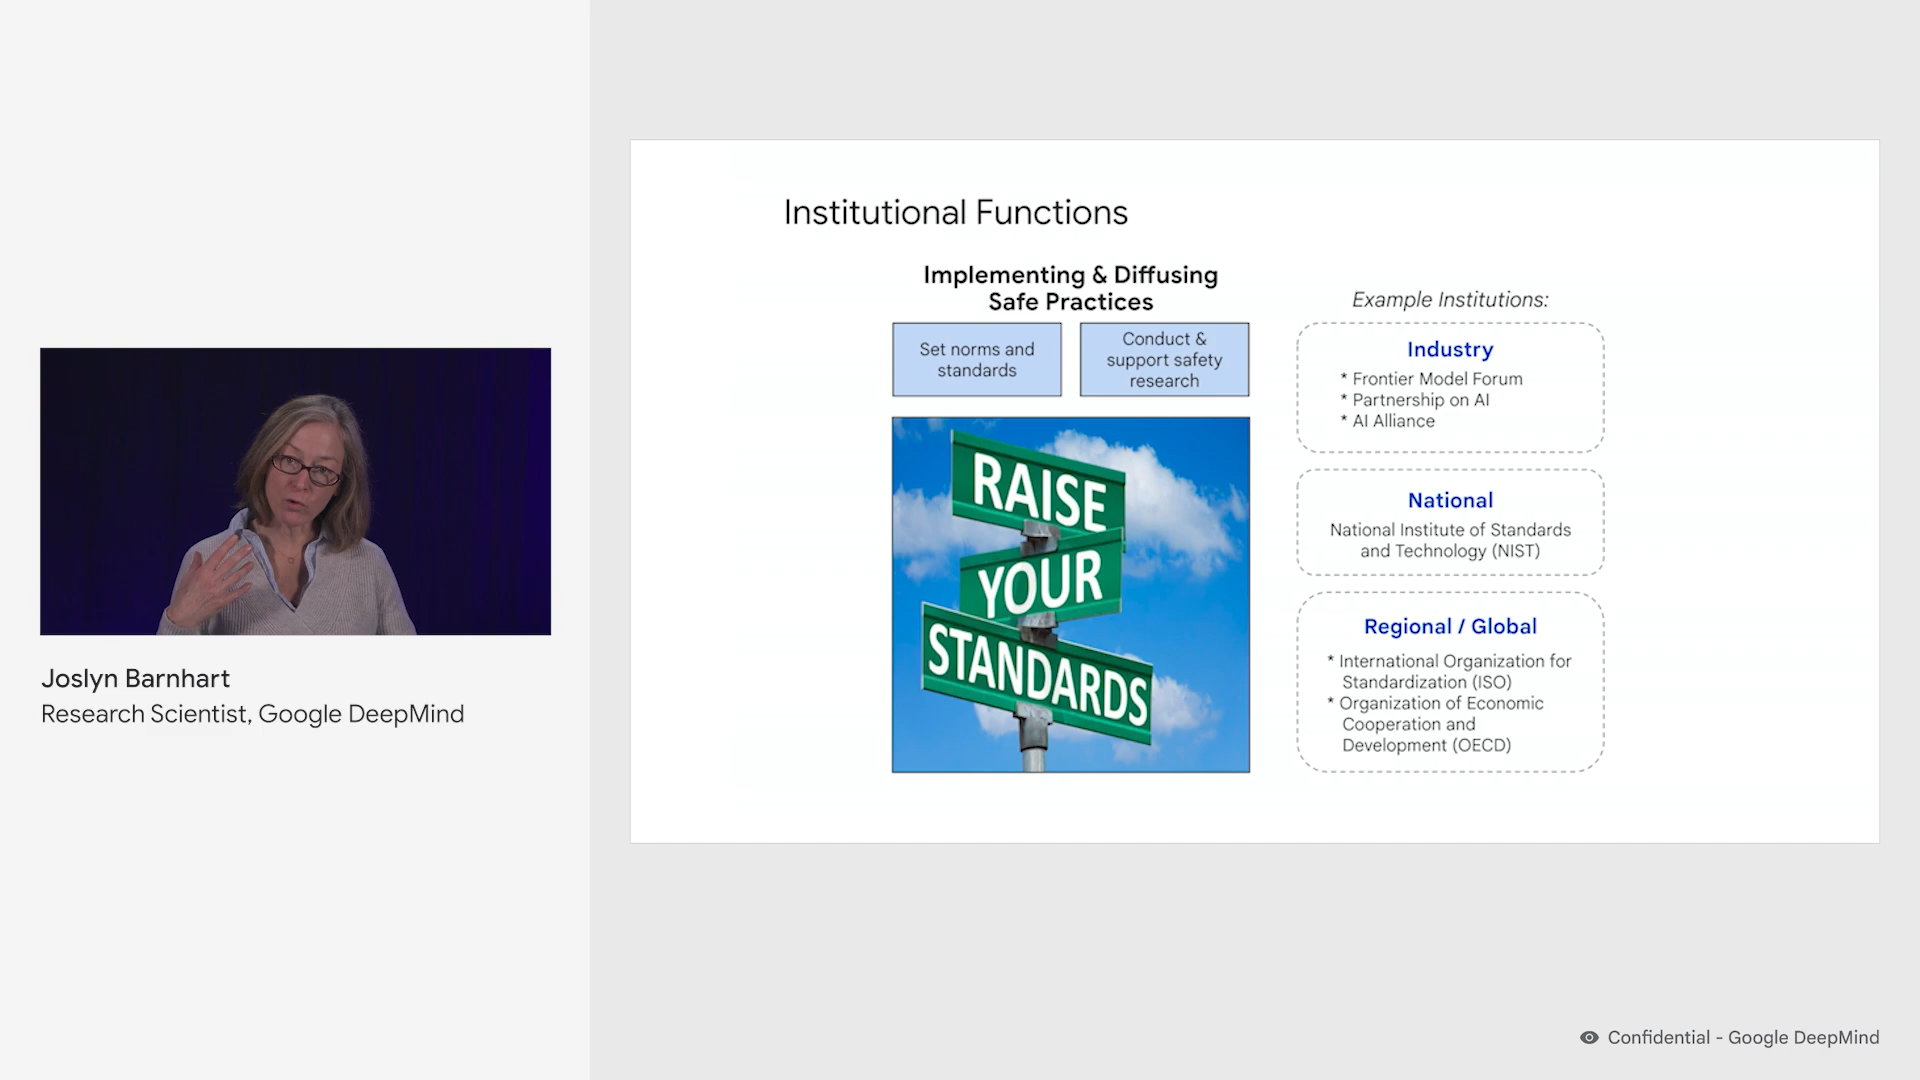 Institutional Functions
Implementing & Diffusing
Safe Practices
Set norms and
standards
Conduct &
support safety
research
RAISE
YOUR
STANDARDS
Example Institutions:
Industry
* Frontier Model Forum
* Partnership on AI
* AI Alliance
National
National Institute of Standards
and Technology (NIST)
Regional / Global
* International Organization for
Standardization (ISO)
* Organization of Economic
Cooperation and
Development (OECD)
Joslyn Barnhart
Research Scientist, Google DeepMind
Confidential - Google DeepMind